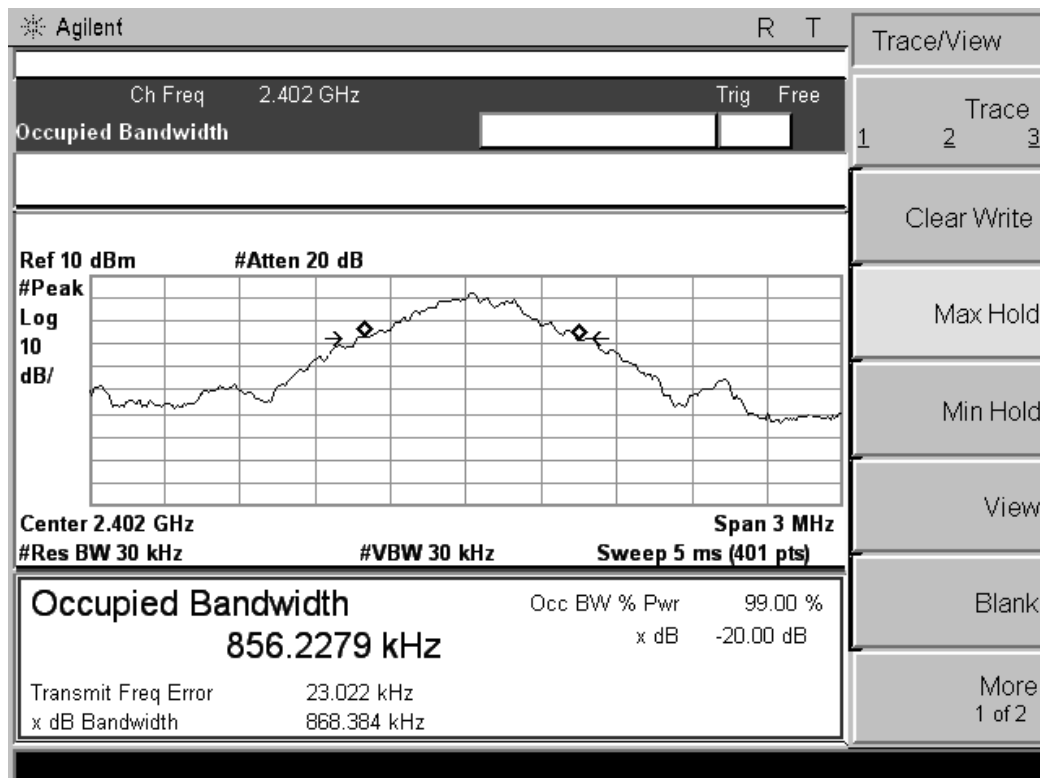 Agilent R T
Trace/View
Ch Freq 2.402 GHz Trig Free
Occupied Bandwidth
Trace
1 2 3
Clear Write
Ref 10 dBm #Atten 20 dB
#Peak
Log
10
dB/
Max Hold
Min Hold
View
Center 2.402 GHz Span 3 MHz
#Res BW 30 kHz #VBW 30 kHz Sweep 5 ms (401 pts)
Occupied Bandwidth Occ BW % Pwr 99.00 %
856.2279 kHz x dB -20.00 dB
Transmit Freq Error 23.022 kHz
x dB Bandwidth 868.384 kHz
Blank
More
1 of 2